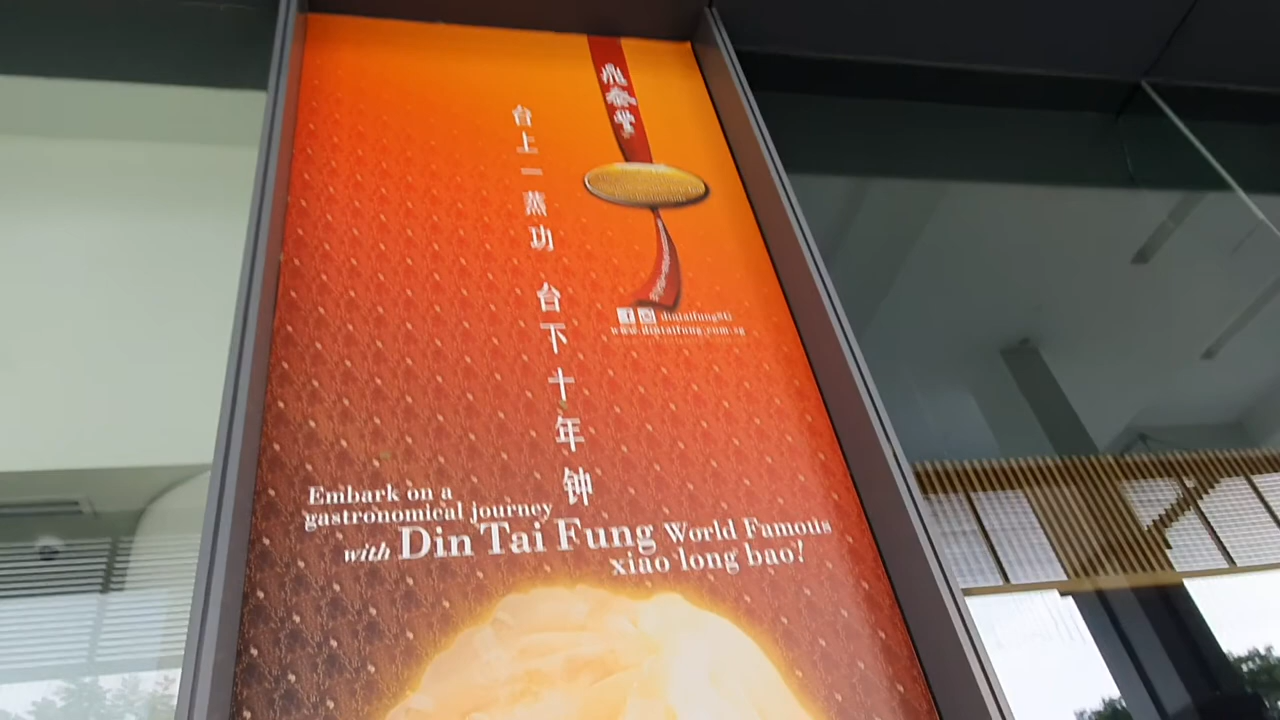 鼎泰豐
台上一蒸功 台下十年钟
dintaifungSG
www.dintaifung.com.sg
Embark on a
gastronomical journey
with Din Tai Fung World Famous
xiao long bao!